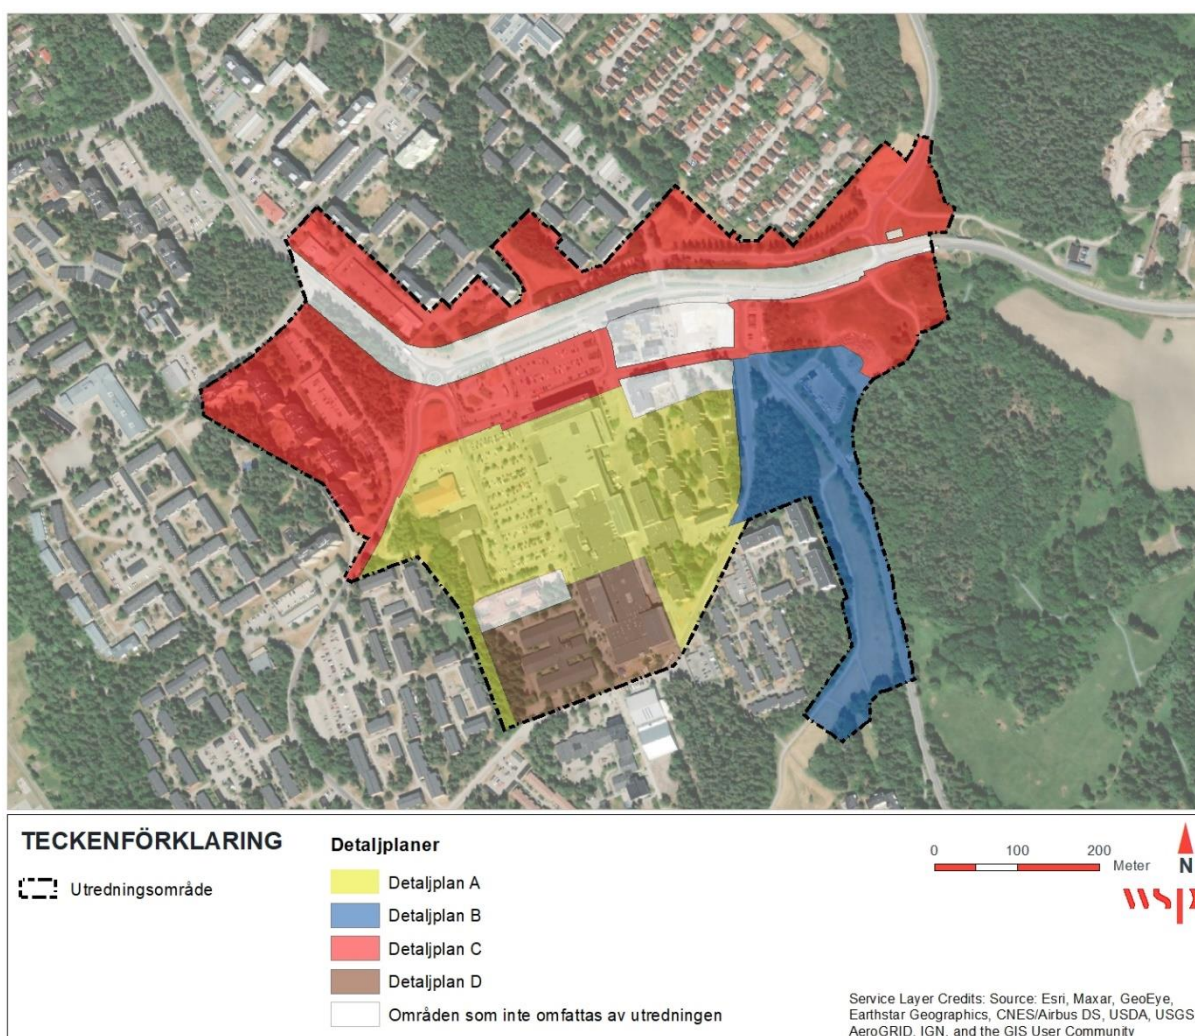 TECKENFÖRKLARING
Utredningsområde
Detaljplaner
Detaljplan A
Detaljplan B
Detaljplan C
Detaljplan D
Områden som inte omfattas av utredningen
0 100 200
Meter
N
wsp
Service Layer Credits: Source: Esri, Maxar, GeoEye,
Earthstar Geographics, CNES/Airbus DS, USDA, USGS
AeroGRID, IGN, and the GIS User Community